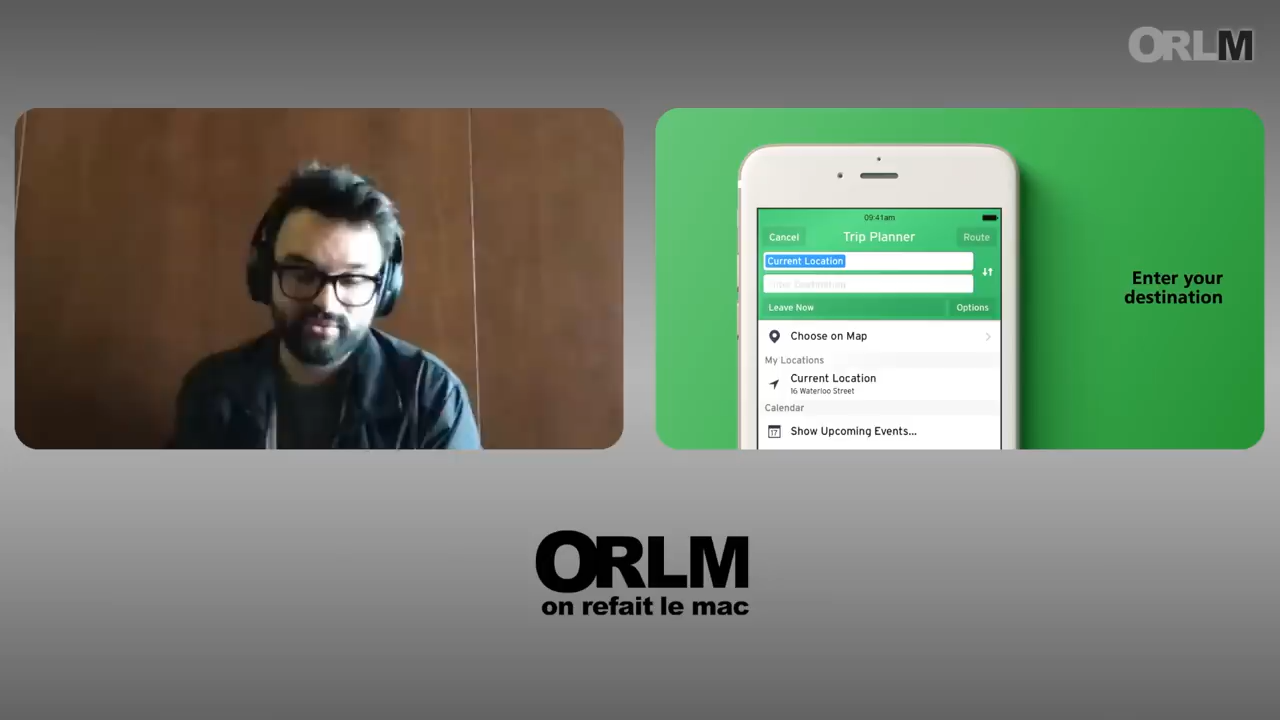 ORLM
09:41am
Cancel
Trip Planner
Route
Current Location
Leave Now
Options
Choose on Map
My Locations
Current Location
16 Waterloo Street
Calendar
17
Show Upcoming Events...
Enter your
destination
ORLM
on refait le mac